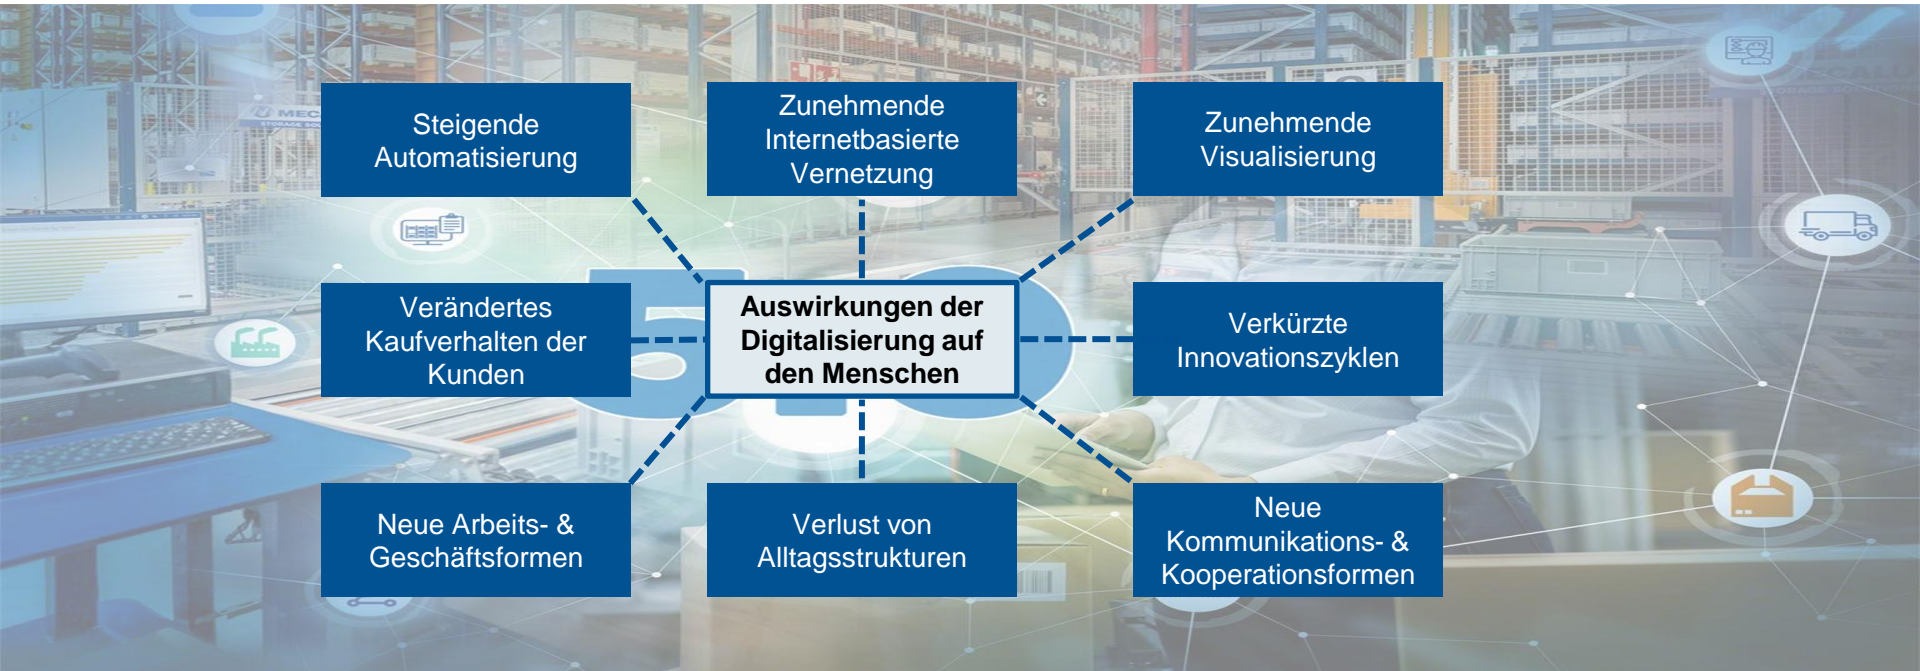 Steigende
Automatisierung
Zunehmende
Internetbasierte
Vernetzung
Zunehmende
Visualisierung
Verändertes
Kaufverhalten der
Kunden
Auswirkungen der
Digitalisierung auf
den Menschen
Verkürzte
Innovationszyklen
Neue Arbeits- &
Geschäftsformen
Verlust von
Alltagsstrukturen
Neue
Kommunikations- &
Kooperationsformen